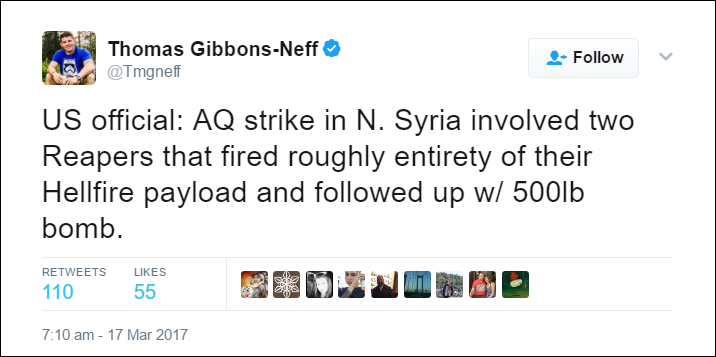 Thomas Gibbons-Neff
@Tmgneff
Follow
US official: AQ strike in N. Syria involved two
Reapers that fired roughly entirety of their
Hellfire payload and followed up w/ 500lb
bomb.
RETWEETS LIKES
110 55
7:10 am - 17 Mar 2017